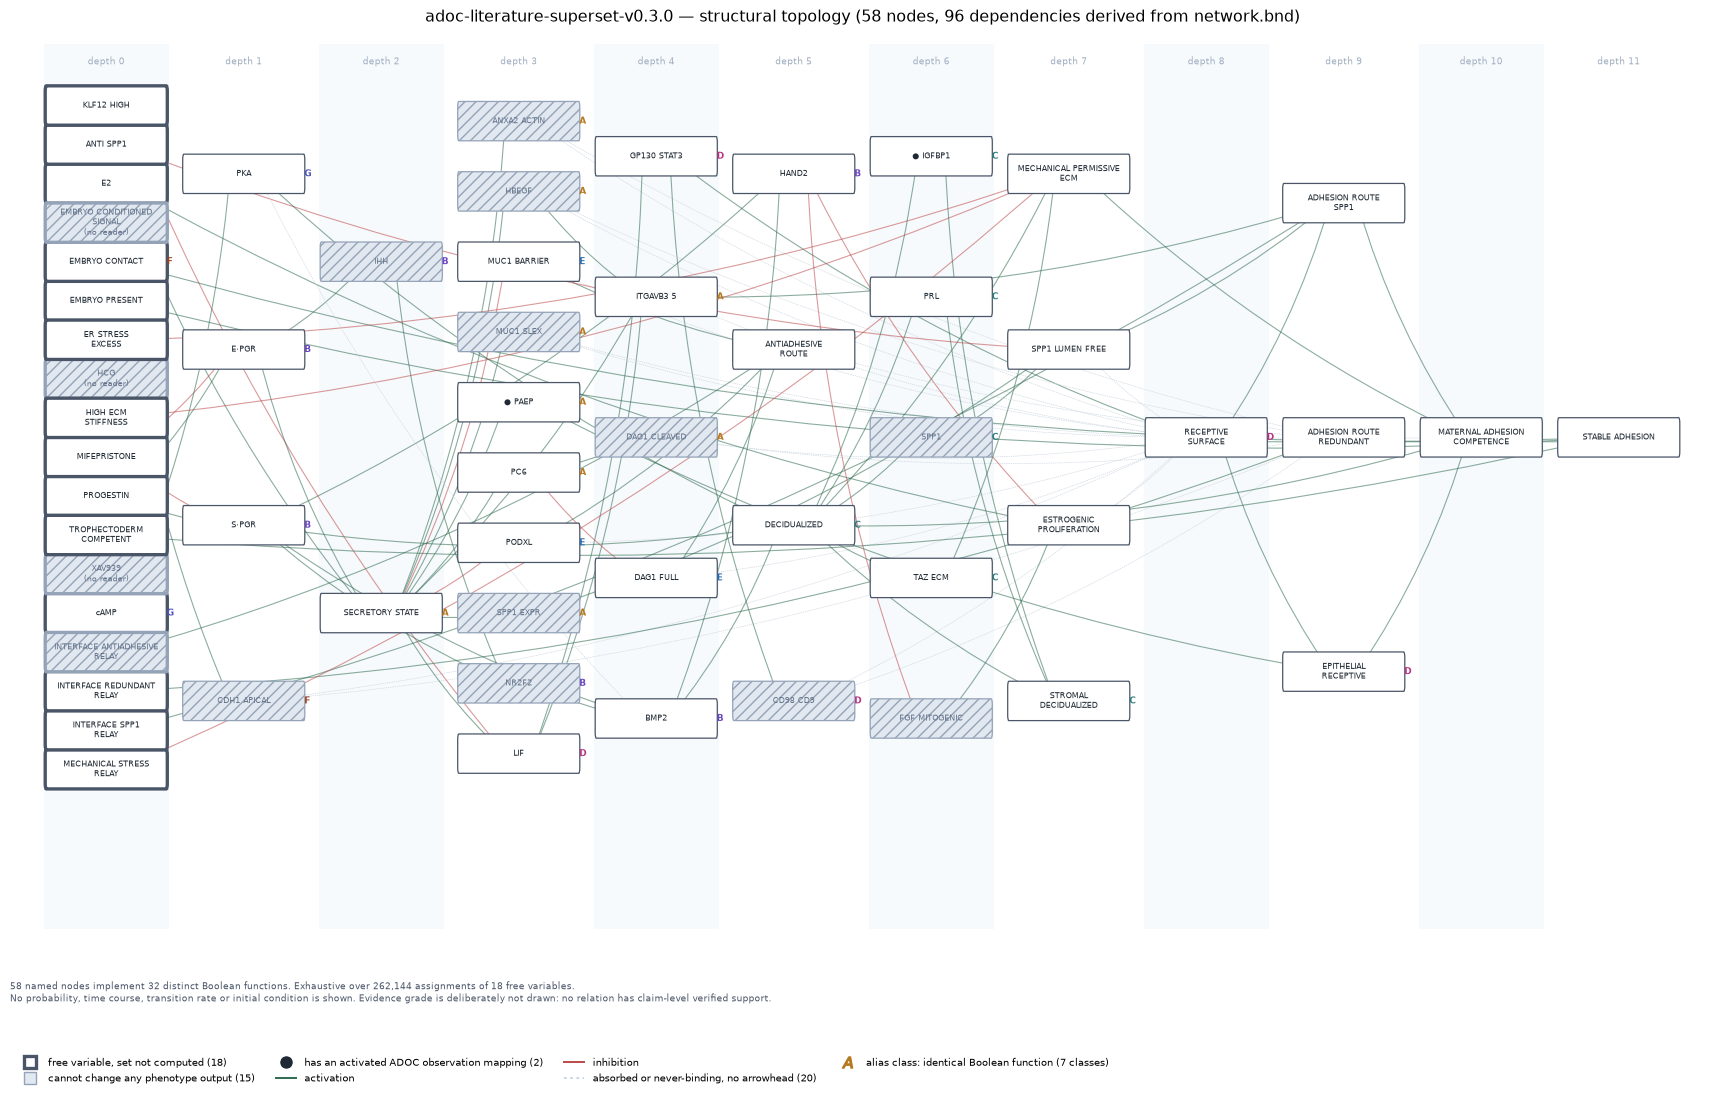 adoc-literature-superset-v0.3.0 — structural topology (58 nodes, 96 dependencies derived from network.bnd)
depth 0
depth 1
depth 2
depth 3
depth 4
depth 5
depth 6
depth 7
depth 8
depth 9
depth 10
depth 11
KLF12 HIGH
ANTI SPP1
E2
EMBRYO CONDITIONED
SIGNAL
(no reader)
EMBRYO CONTACT
F
EMBRYO PRESENT
ER STRESS
EXCESS
HCG
(no reader)
HIGH ECM
STIFFNESS
MIFEPRISTONE
PROGESTIN
TROPHECTODERM
COMPETENT
XAV939
(no reader)
cAMP
G
INTERFACE ANTIADHESIVE
RELAY
INTERFACE REDUNDANT
RELAY
INTERFACE SPP1
RELAY
MECHANICAL STRESS
RELAY
PKA
G
E-PGR
B
S-PGR
B
CDH1 APICAL
F
IHH
B
SECRETORY STATE
A
ANXA2 ACTIN
A
HBEGF
A
MUC1 BARRIER
E
MUC1 SLEX
A
PAEP
A
PC6
A
PODXL
E
SPP1 EXPR
A
NR2F2
B
LIF
D
GP130 STAT3
D
ITGAVB3 5
A
DAG1 CLEAVED
A
DAG1 FULL
E
BMP2
B
HAND2
B
ANTIADHESIVE
ROUTE
DECIDUALIZED
C
CD98 CD9
D
IGFBP1
C
PRL
C
SPP1
C
TAZ ECM
C
FGF MITOGENIC
MECHANICAL PERMISSIVE
ECM
SPP1 LUMEN FREE
ESTROGENIC
PROLIFERATION
STROMAL
DECIDUALIZED
C
RECEPTIVE
SURFACE
D
ADHESION ROUTE
SPP1
ADHESION ROUTE
REDUNDANT
EPITHELIAL
RECEPTIVE
D
MATERNAL ADHESION
COMPETENCE
STABLE ADHESION
58 named nodes implement 32 distinct Boolean functions. Exhaustive over 262,144 assignments of 18 free variables.
No probability, time course, transition rate or initial condition is shown. Evidence grade is deliberately not drawn: no relation has claim-level verified support.
free variable, set not computed (18)
cannot change any phenotype output (15)
has an activated ADOC observation mapping (2)
activation
inhibition
absorbed or never-binding, no arrowhead (20)
A
alias class: identical Boolean function (7 classes)